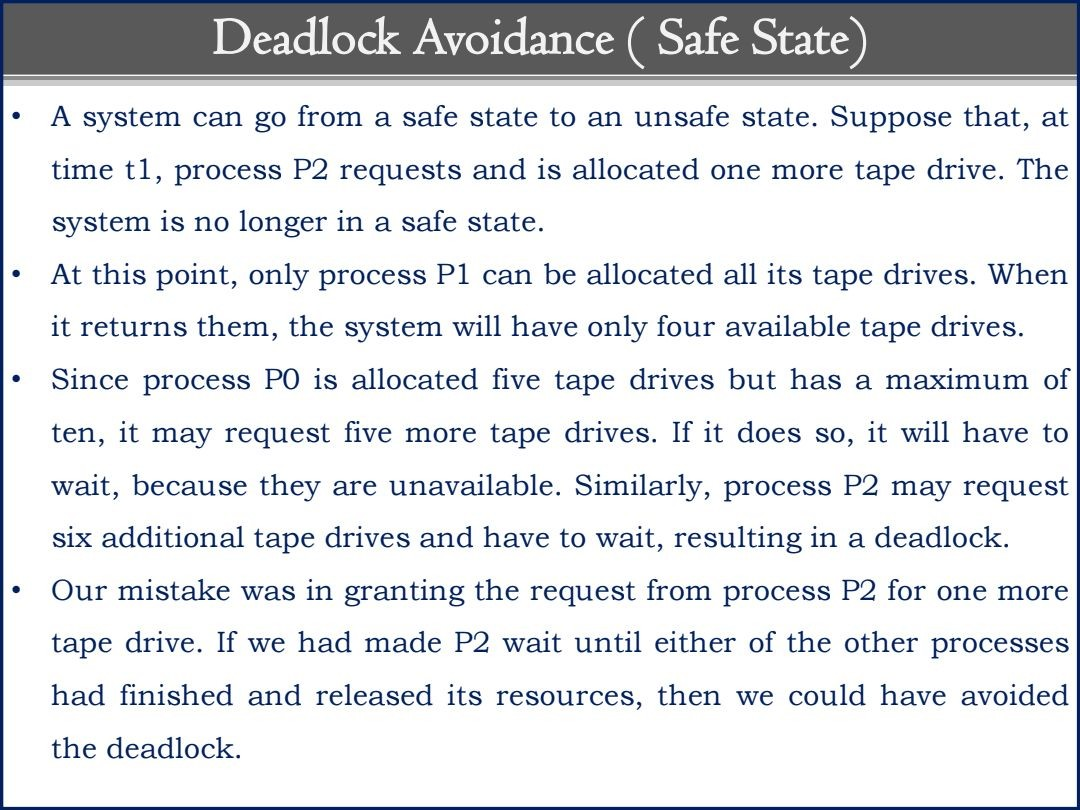 Deadlock Avoidance ( Safe State)
• A system can go from a safe state to an unsafe state. Suppose that, at
time t1, process P2 requests and is allocated one more tape drive. The
system is no longer in a safe state.
• At this point, only process P1 can be allocated all its tape drives. When
it returns them, the system will have only four available tape drives.
• Since process P0 is allocated five tape drives but has a maximum of
ten, it may request five more tape drives. If it does so, it will have to
wait, because they are unavailable. Similarly, process P2 may request
six additional tape drives and have to wait, resulting in a deadlock.
• Our mistake was in granting the request from process P2 for one more
tape drive. If we had made P2 wait until either of the other processes
had finished and released its resources, then we could have avoided
the deadlock.